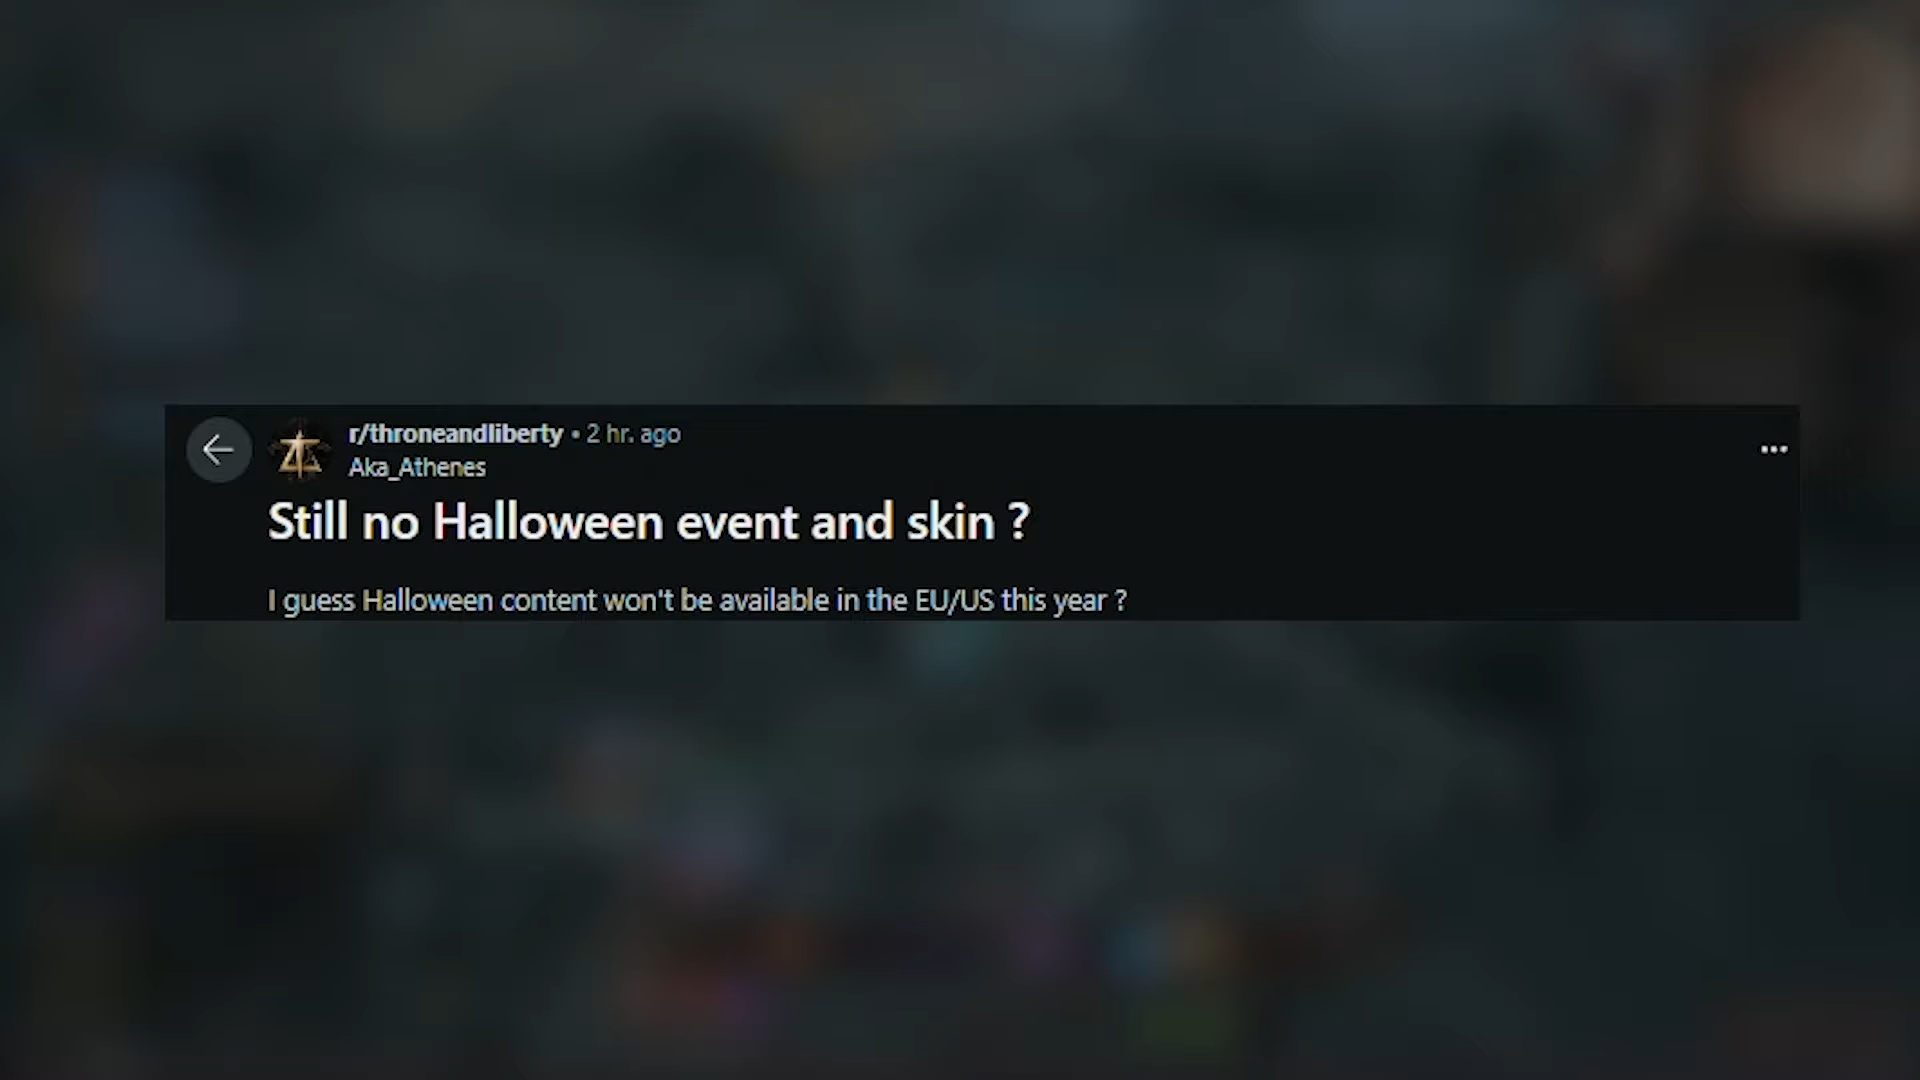 r/throneandliberty • 2 hr. ago
Aka_Athenes
Still no Halloween event and skin ?
I guess Halloween content won't be available in the EU/US this year ?